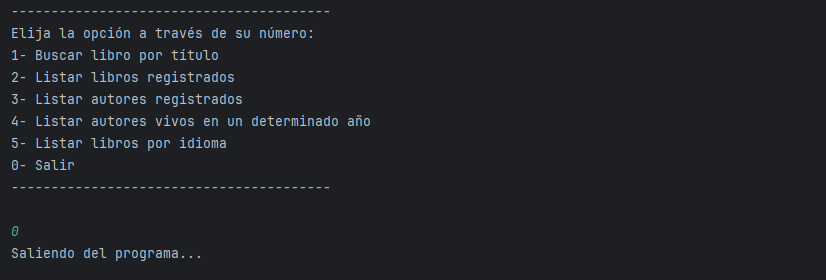 ----------------------------------------
Elija la opción a través de su número:
1- Buscar libro por título
2- Listar libros registrados
3- Listar autores registrados
4- Listar autores vivos en un determinado año
5- Listar libros por idioma
0- Salir
----------------------------------------
0
Saliendo del programa...